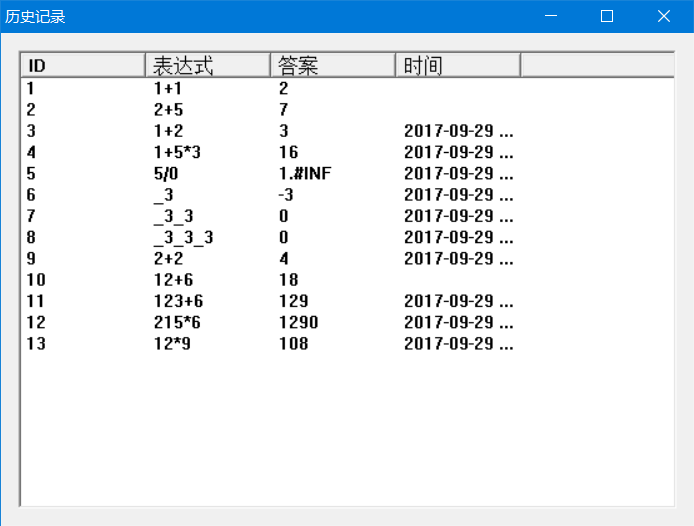 历史记录
ID 表达式 答案 时间
1 1+1 2
2 2+5 7
3 1+2 3 2017-09-29 ...
4 1+5*3 16 2017-09-29 ...
5 5/0 1.#INF 2017-09-29 ...
6 _3 -3 2017-09-29 ...
7 _3_3 0 2017-09-29 ...
8 _3_3_3 0 2017-09-29 ...
9 2+2 4 2017-09-29 ...
10 12+6 18
11 123+6 129 2017-09-29 ...
12 215*6 1290 2017-09-29 ...
13 12*9 108 2017-09-29 ...